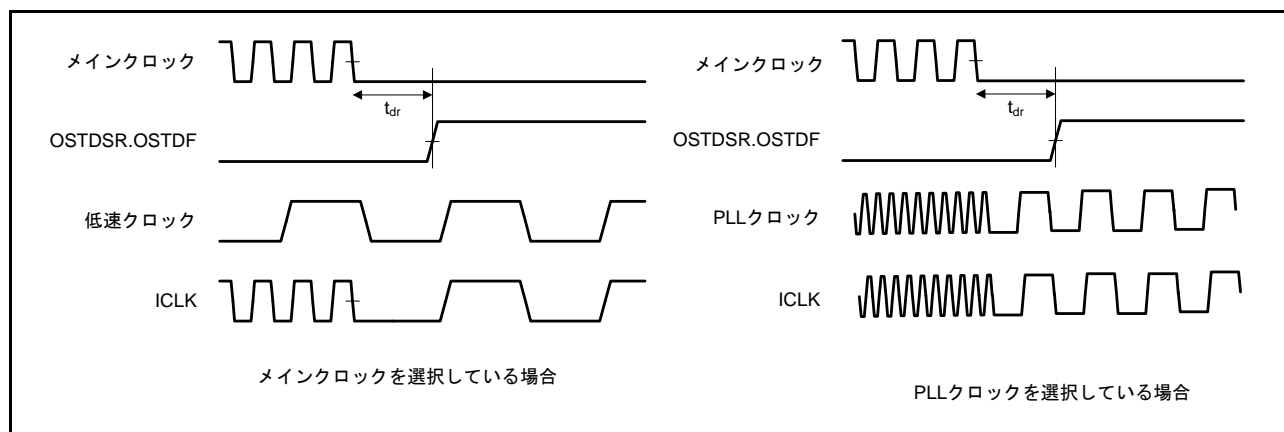 メインクロック
t_dr
OSTDSR.OSTDF
低速クロック
ICLK
メインクロックを選択している場合
メインクロック
t_dr
OSTDSR.OSTDF
PLLクロック
ICLK
PLLクロックを選択している場合